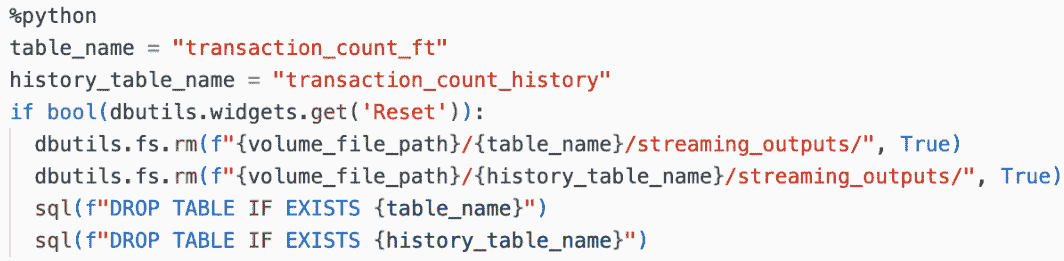 %python
table_name = "transaction_count_ft"
history_table_name = "transaction_count_history"
if bool(dbutils.widgets.get('Reset')):
  dbutils.fs.rm(f"{volume_file_path}/{table_name}/streaming_outputs/", True)
  dbutils.fs.rm(f"{volume_file_path}/{history_table_name}/streaming_outputs/", True)
  sql(f"DROP TABLE IF EXISTS {table_name}")
  sql(f"DROP TABLE IF EXISTS {history_table_name}")